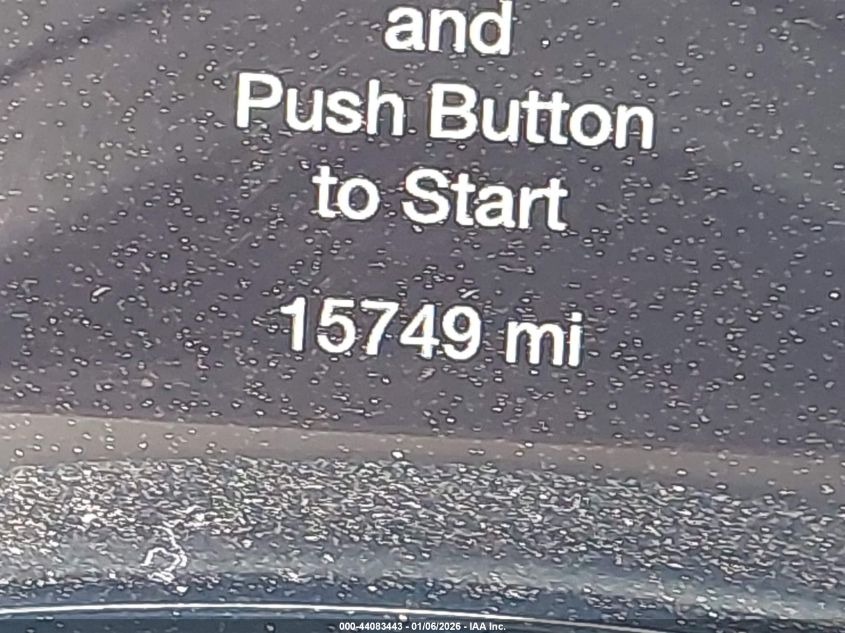 and
Push Button
to Start
15749 mi
000-44083443 - 01/06/2026 - IAA Inc.